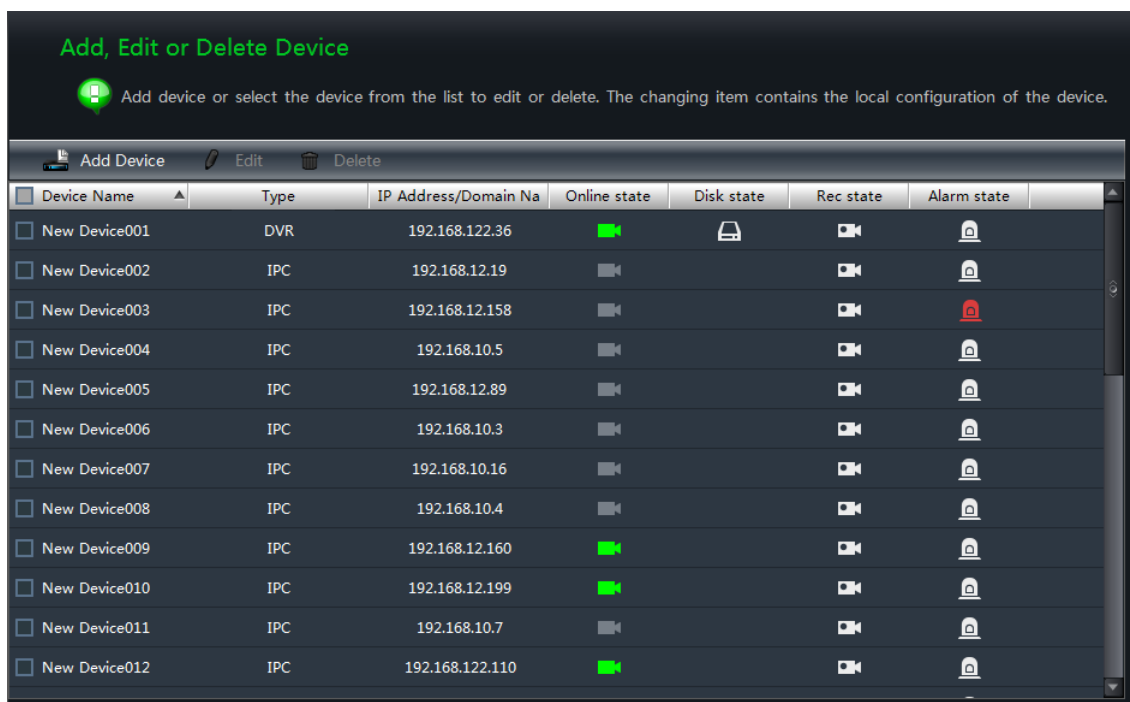 Add, Edit or Delete Device
Add device or select the device from the list to edit or delete. The changing item contains the local configuration of the device.
Add Device Edit Delete
Device Name Type IP Address/Domain Na Online state Disk state Rec state Alarm state
New Device001 DVR 192.168.122.36
New Device002 IPC 192.168.12.19
New Device003 IPC 192.168.12.158
New Device004 IPC 192.168.10.5
New Device005 IPC 192.168.12.89
New Device006 IPC 192.168.10.3
New Device007 IPC 192.168.10.16
New Device008 IPC 192.168.10.4
New Device009 IPC 192.168.12.160
New Device010 IPC 192.168.12.199
New Device011 IPC 192.168.10.7
New Device012 IPC 192.168.122.110